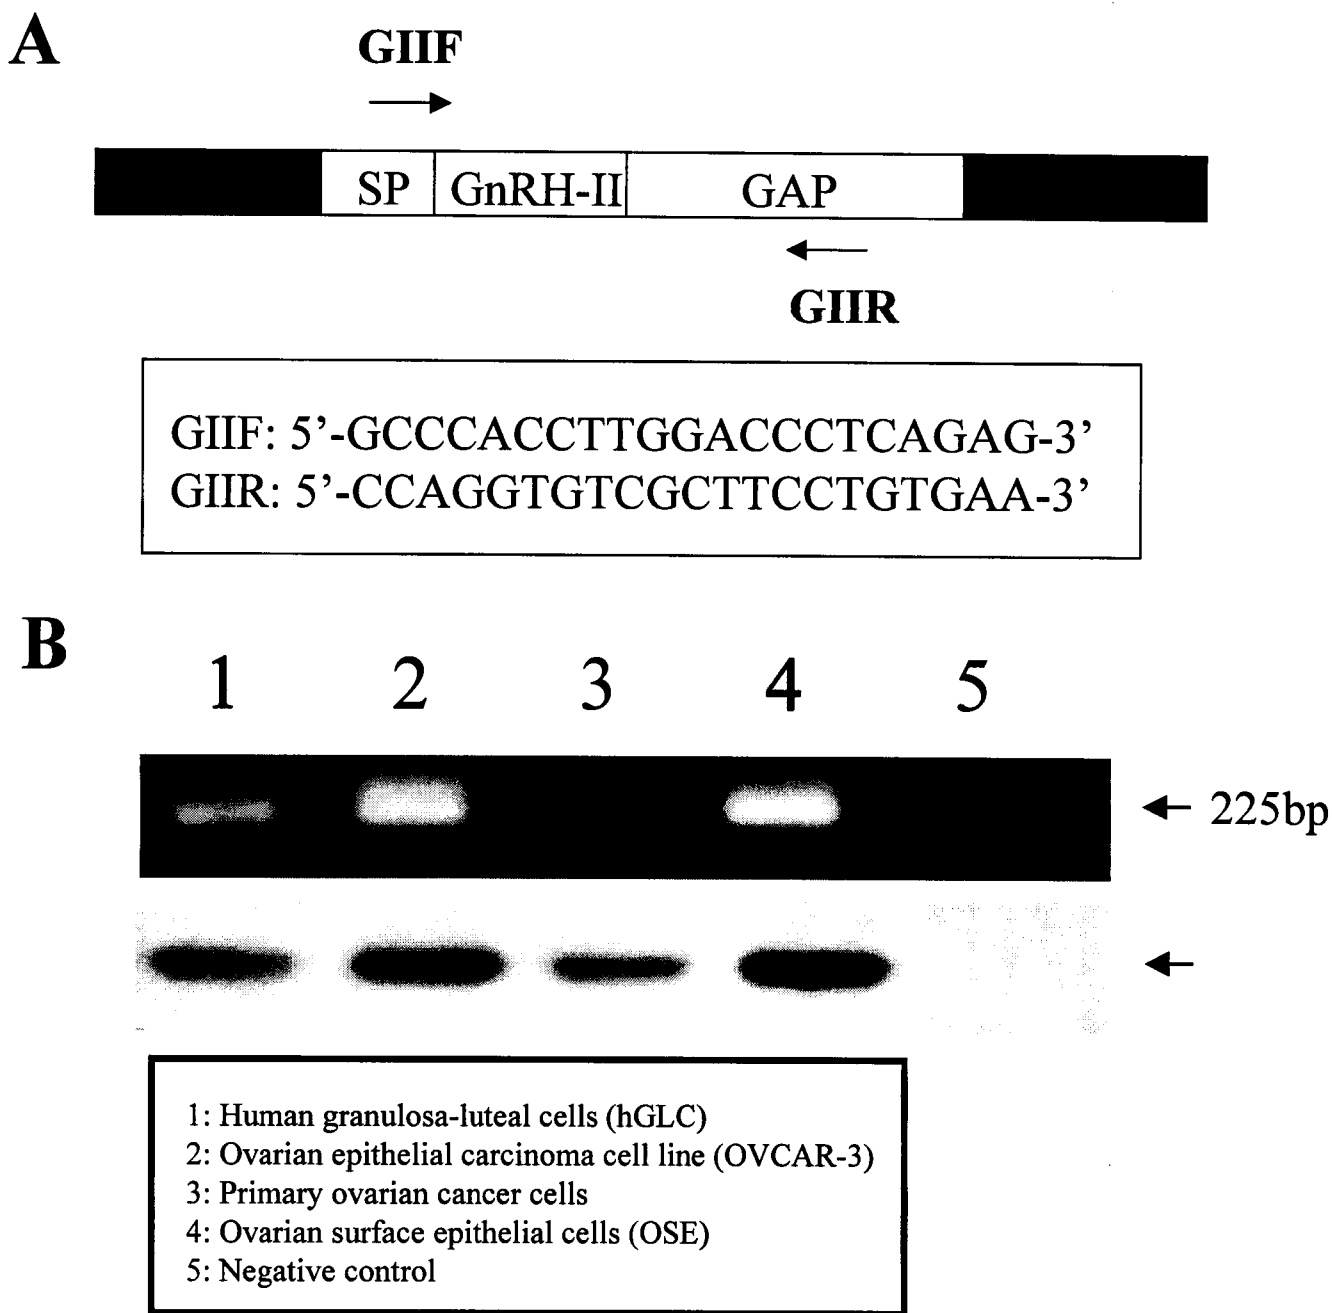 A
GIIF
SP GnRH-II GAP
GIIR
GIIF: 5’-GCCCACCTTGGACCCTCAGAG-3’
GIIR: 5’-CCAGGTGTCGCTTCCTGTGAA-3’
B
1 2 3 4 5
225bp
1: Human granulosa-luteal cells (hGLC)
2: Ovarian epithelial carcinoma cell line (OVCAR-3)
3: Primary ovarian cancer cells
4: Ovarian surface epithelial cells (OSE)
5: Negative control